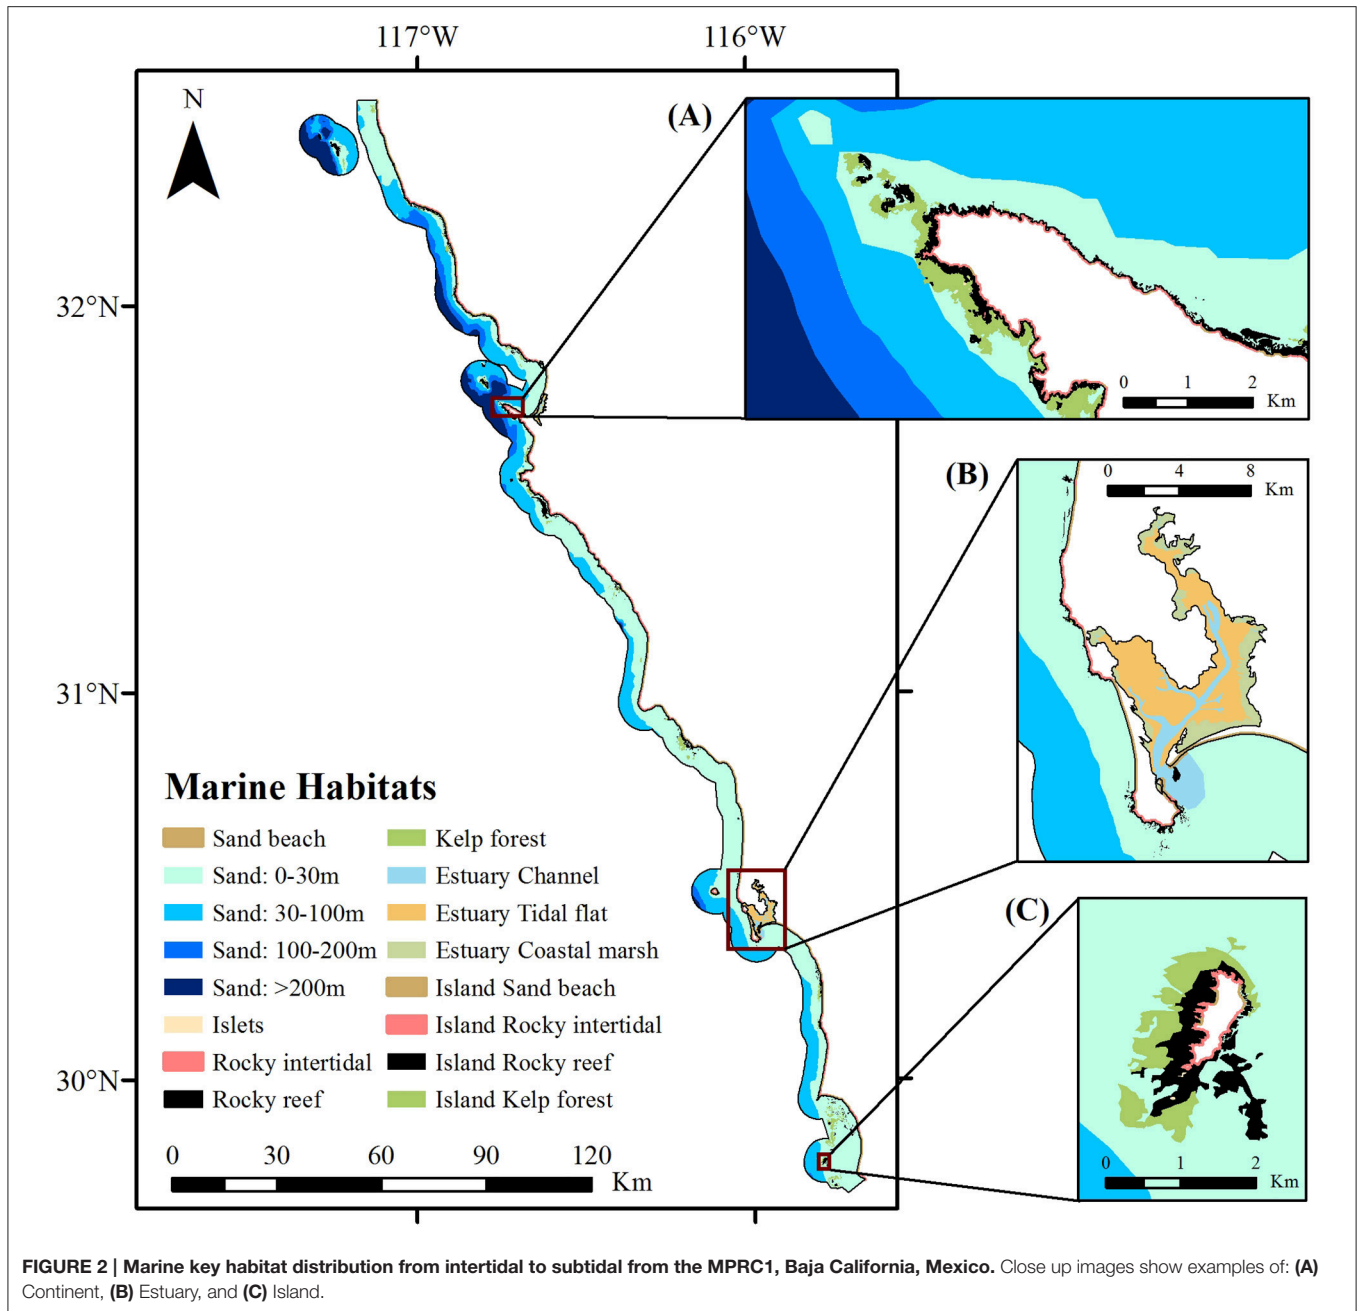 117°W 116°W
N
(A)
32°N
0 1 2
Km
(B)
0 4 8
Km
31°N
Marine Habitats
Sand beach
Sand: 0-30m
Sand: 30-100m
Sand: 100-200m
Sand: >200m
Islets
Rocky intertidal
Rocky reef
Kelp forest
Estuary Channel
Estuary Tidal flat
Estuary Coastal marsh
Island Sand beach
Island Rocky intertidal
Island Rocky reef
Island Kelp forest
(C)
30°N
0 1 2
Km
0 30 60 90 120
Km
FIGURE 2 | Marine key habitat distribution from intertidal to subtidal from the MPRC1, Baja California, Mexico. Close up images show examples of: (A)
Continent, (B) Estuary, and (C) Island.